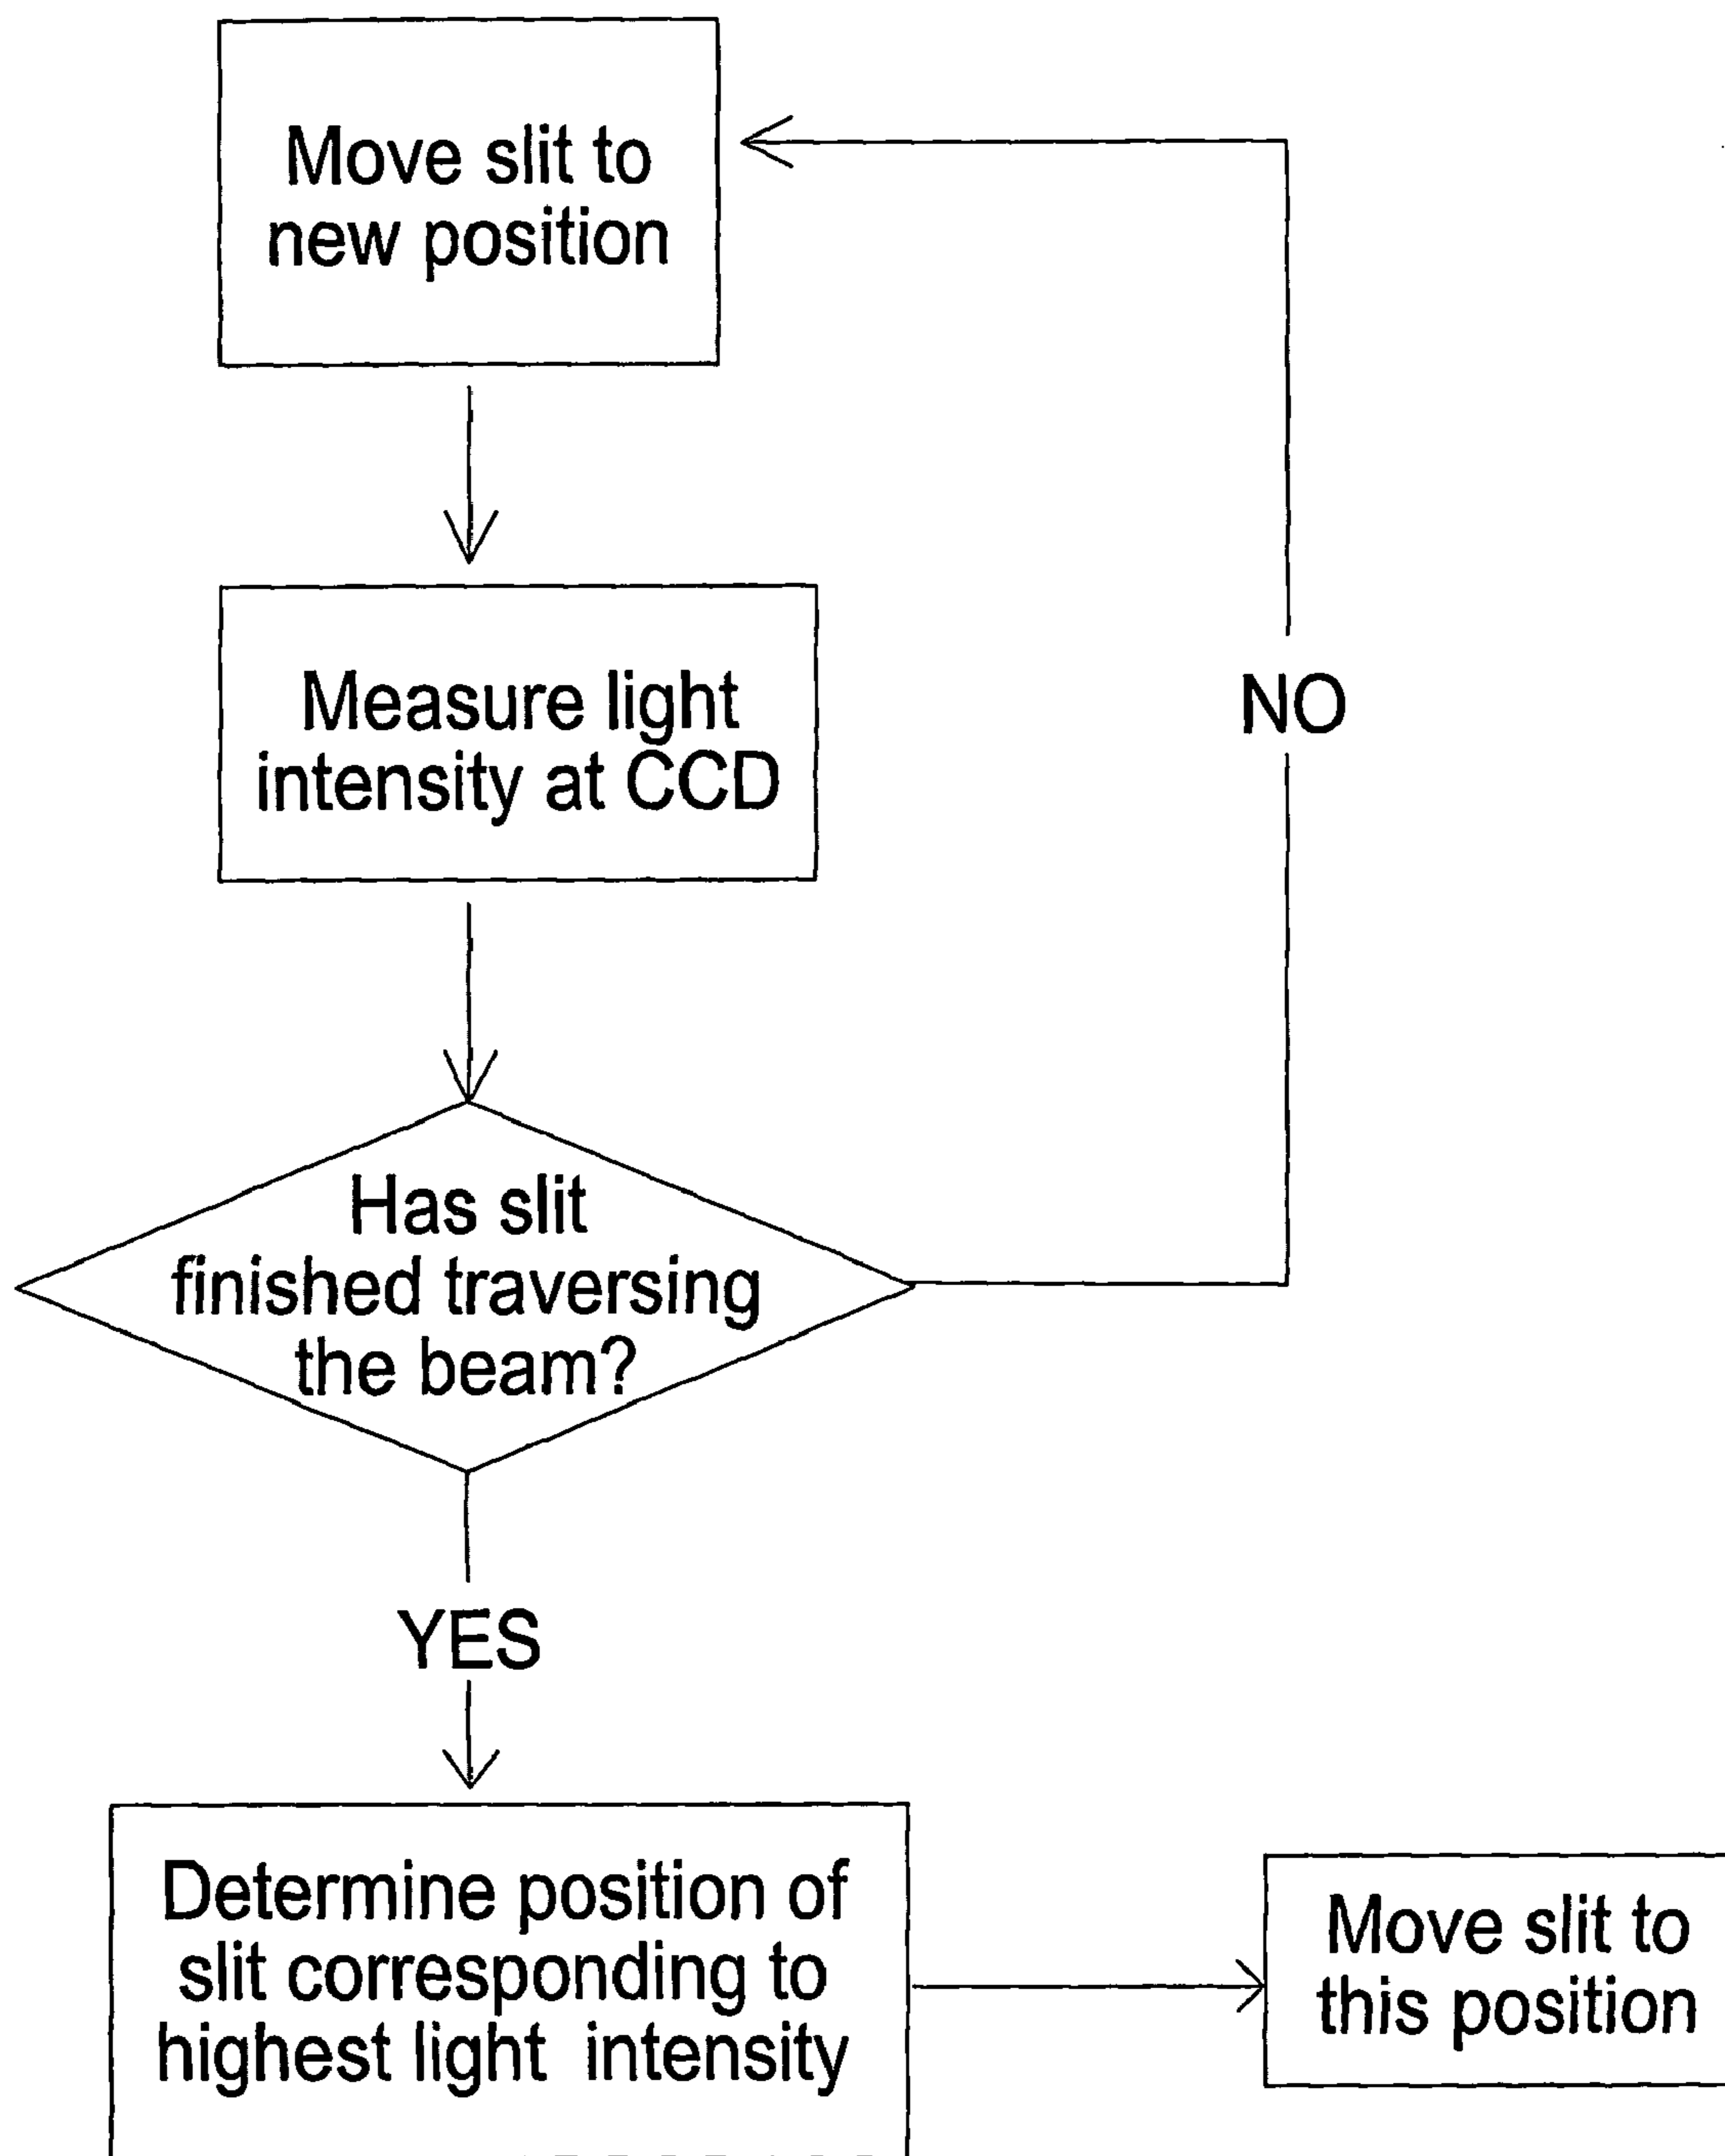 Move slit to
new position
Measure light
intensity at CCD
NO
Has slit
finished traversing
the beam?
YES
Determine position of
slit corresponding to
highest light intensity
Move slit to
this position